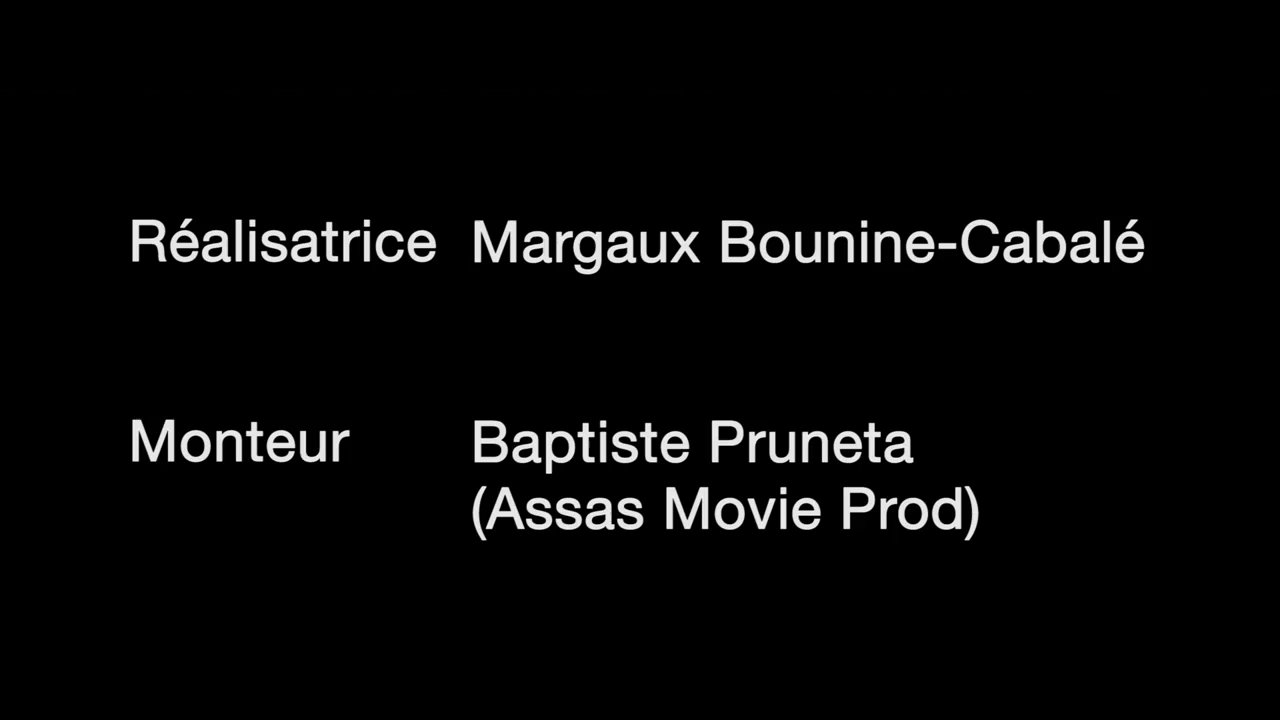 Réalisatrice Margaux Bounine-Cabalé
Monteur Baptiste Pruneta
(Assas Movie Prod)